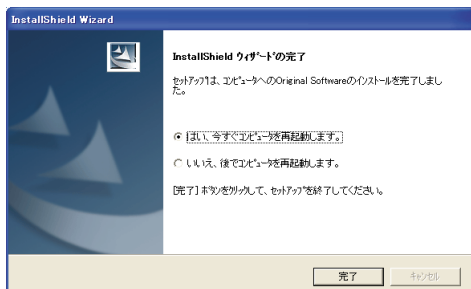 InstallShield Wizard
InstallShield ｳｨｻﾞｰﾄﾞの完了
ｾｯﾄｱｯﾌﾟは、ｺﾝﾋﾟｭｰﾀへのOriginal Softwareのｲﾝｽﾄｰﾙを完了しまし
た。
はい、今すぐｺﾝﾋﾟｭｰﾀを再起動します。
いいえ、後でｺﾝﾋﾟｭｰﾀを再起動します。
[完了] ﾎﾞﾀﾝをｸﾘｯｸして、ｾｯﾄｱｯﾌﾟを終了してください。
完了
ｷｬﾝｾﾙ